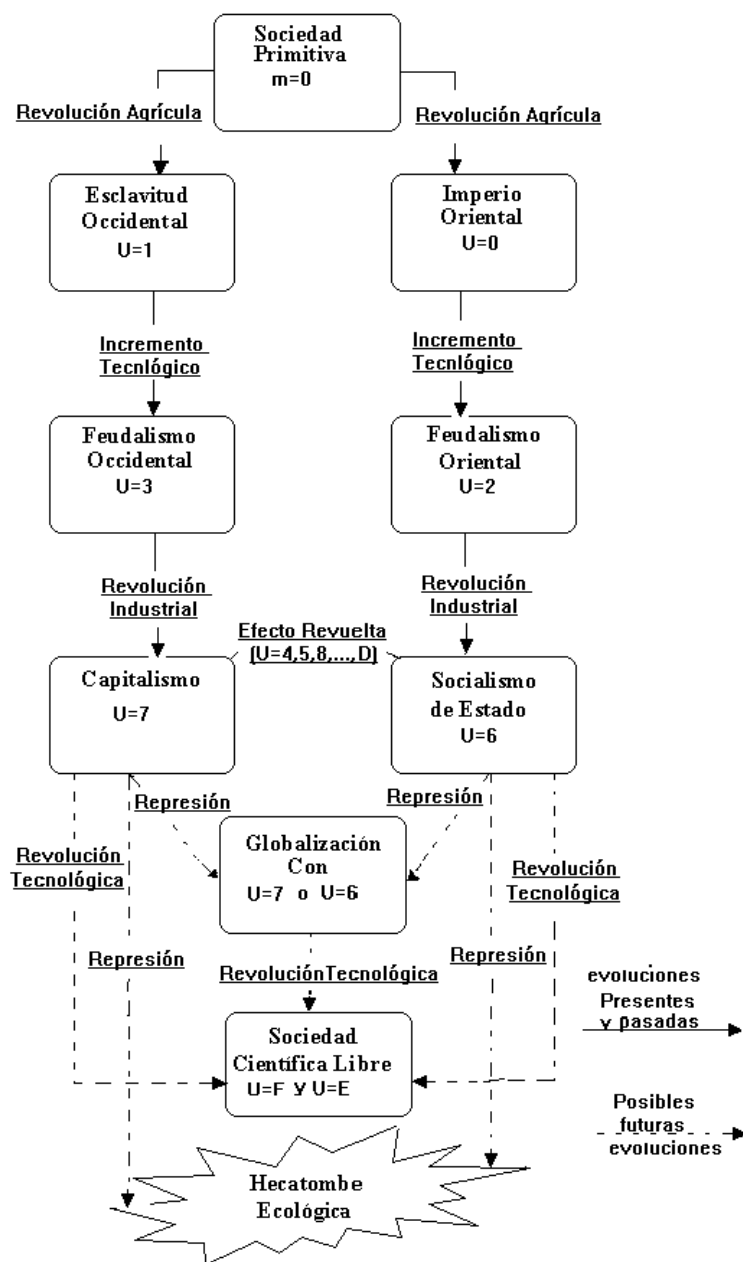 Sociedad
Primitiva
m=0
Revolución Agrícula
Revolución Agrícula
Esclavitud
Occidental
U=1
Imperio
Oriental
U=0
Incremento
Tecnlógico
Incremento
Tecnlógico
Feudalismo
Occidental
U=3
Feudalismo
Oriental
U=2
Revolución
Industrial
Revolución
Industrial
Efecto Revuelta
(U=4,5,8,...,D)
Capitalismo
U=7
Socialismo
de Estado
U=6
Represión
Represión
Revolución
Tecnológica
Globalización
Con
U=7 o U=6
Revolución
Tecnológica
Represión
RevoluciónTecnológica
Represión
evoluciones
Presentes
y pasadas
Sociedad
Científica Libre
U=F y U=E
Posibles
futuras
evoluciones
Hecatombe
Ecológica